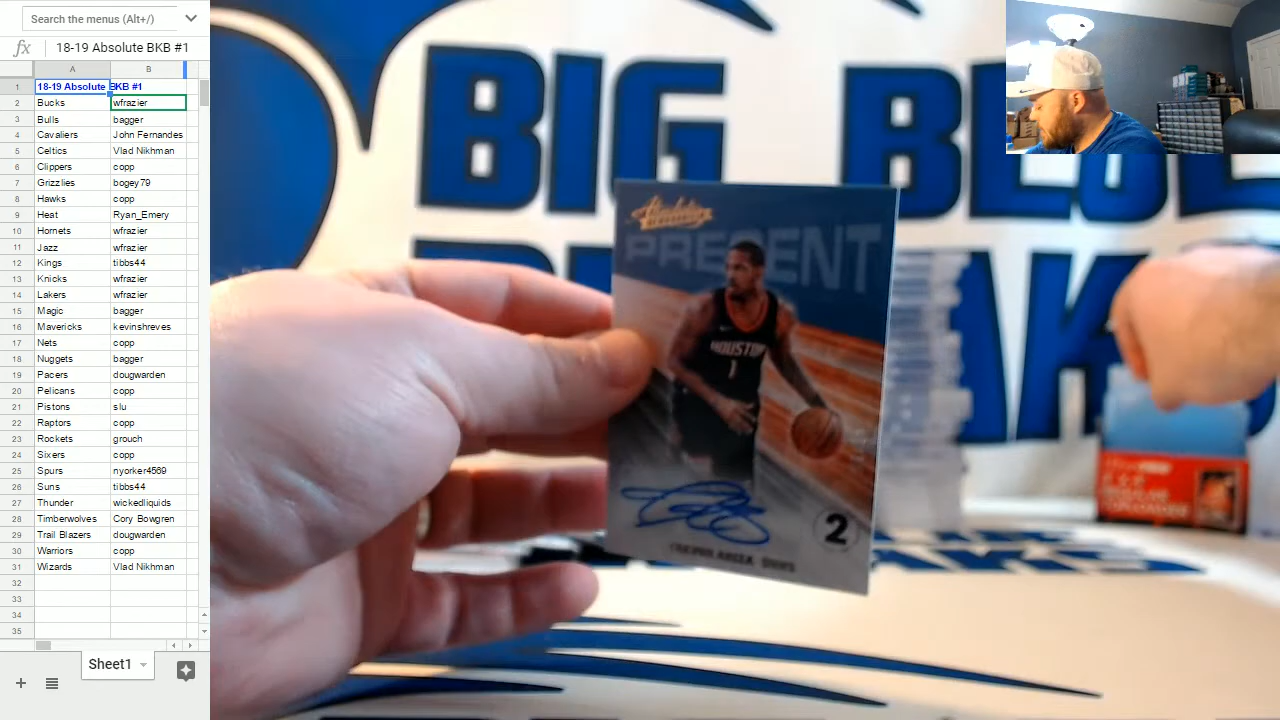 Search the menus (Alt+/)
fx 18-19 Absolute BKB #1
A B
1 18-19 Absolute BKB #1
2 Bucks wfrazier
3 Bulls bagger
4 Cavaliers John Fernandes
5 Celtics Vlad Nikhman
6 Clippers copp
7 Grizzlies bogey79
8 Hawks copp
9 Heat Ryan_Emery
10 Hornets wfrazier
11 Jazz wfrazier
12 Kings tibbs44
13 Knicks wfrazier
14 Lakers wfrazier
15 Magic bagger
16 Mavericks kevinshreves
17 Nets copp
18 Nuggets bagger
19 Pacers dougwarden
20 Pelicans copp
21 Pistons slu
22 Raptors copp
23 Rockets grouch
24 Sixers copp
25 Spurs nyorker4569
26 Suns tibbs44
27 Thunder wickedliquids
28 Timberwolves Cory Bowgren
29 Trail Blazers dougwarden
30 Warriors copp
31 Wizards Vlad Nikhman
32
33
34
35
Sheet1
BIG BLUE
Absolute
PRESENT
HOUSTON
1
2
TREVOR ARIZA - SUNS